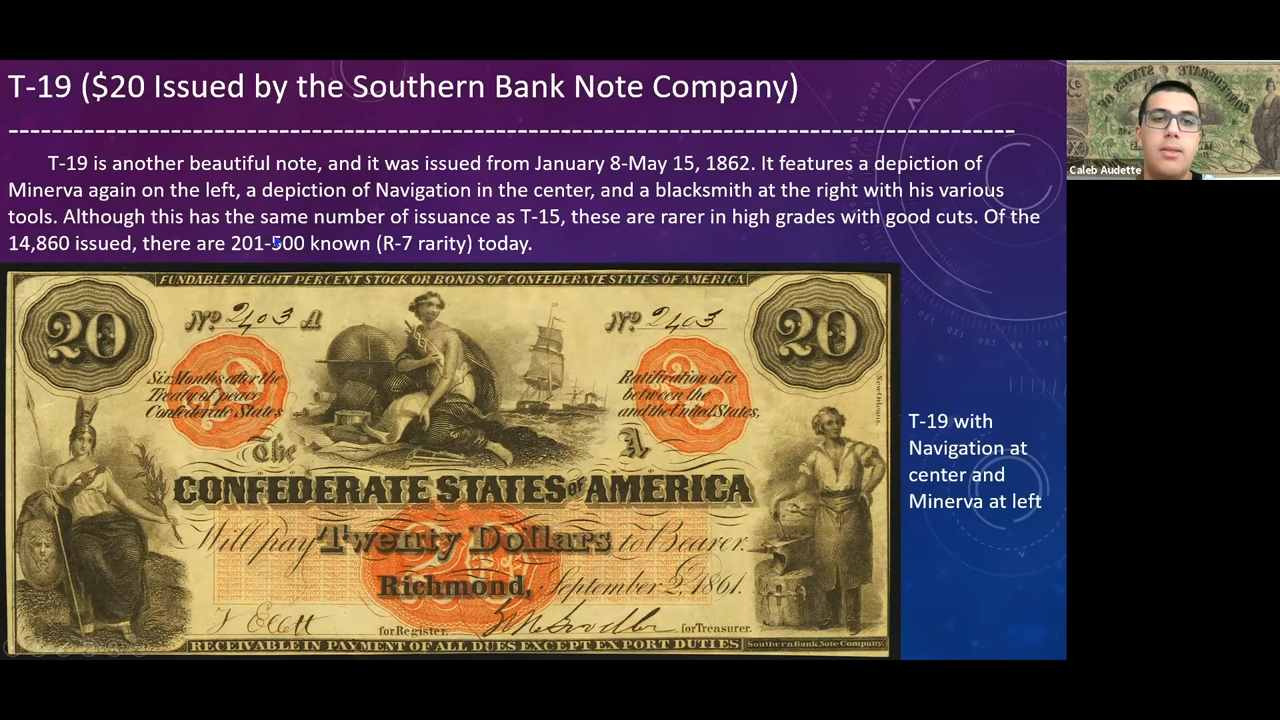 T-19 ($20 Issued by the Southern Bank Note Company)
--------------------------------------------------------------------------------------------
T-19 is another beautiful note, and it was issued from January 8-May 15, 1862. It features a depiction of
Minerva again on the left, a depiction of Navigation in the center, and a blacksmith at the right with his various
tools. Although this has the same number of issuance as T-15, these are rarer in high grades with good cuts. Of the
14,860 issued, there are 201-500 known (R-7 rarity) today.
Caleb Audette
FUNDABLE IN EIGHT PER CENT STOCK OR BONDS OF CONFEDERATE STATES OF AMERICA
20
No 2403 A
No 2403
20
Six Months after the
Treaty of peace
Confederate States
20
Ratification of a
between the
and the United States,
20
New Orleans.
The
A
CONFEDERATE STATES OF AMERICA
Will pay Twenty Dollars to Bearer.
Richmond, September 2, 1861.
for Register.
for Treasurer.
RECEIVABLE IN PAYMENT OF ALL DUES EXCEPT EXPORT DUTIES
Southern Bank Note Company.
T-19 with
Navigation at
center and
Minerva at left